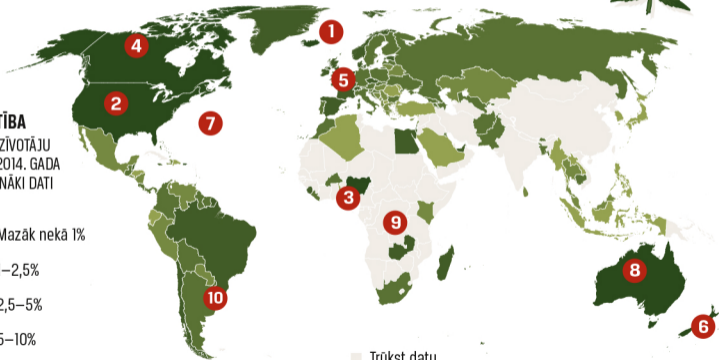 TĪBA
ZĪVOTĀJU
2014. GADA
NĀKI DATI
Mazāk nekā 1%
–2,5%
2,5–5%
5–10%
Trūkst datu
1
4
5
2
7
3
9
8
10
6